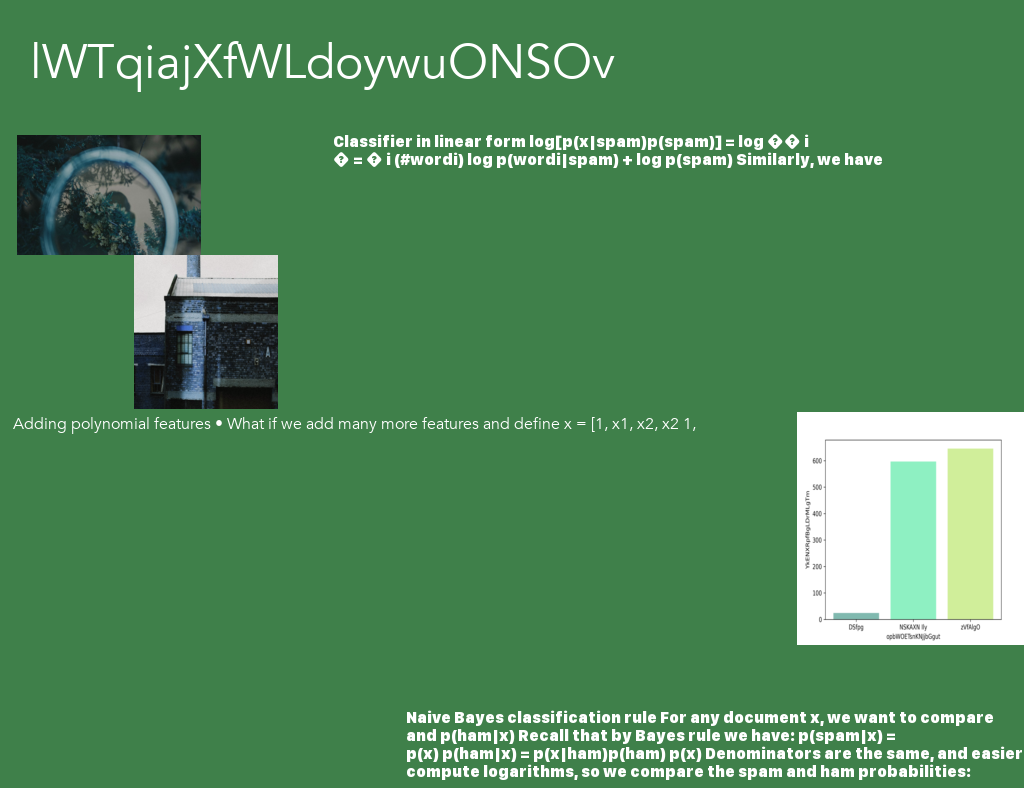 lWTqiajXfWLdoywuONSOv
Classifier in linear form log[p(x|spam)p(spam)] = log �� i
� = � i (#wordi) log p(wordi|spam) + log p(spam) Similarly, we have
Adding polynomial features • What if we add many more features and define x = [1, x1, x2, x2 1,
600
500
400
300
200
100
0
DSfpg
NSKAXN lly
zVfAlgO
Naive Bayes classification rule For any document x, we want to compare
and p(ham|x) Recall that by Bayes rule we have: p(spam|x) =
p(x) p(ham|x) = p(x|ham)p(ham) p(x) Denominators are the same, and easier
compute logarithms, so we compare the spam and ham probabilities: